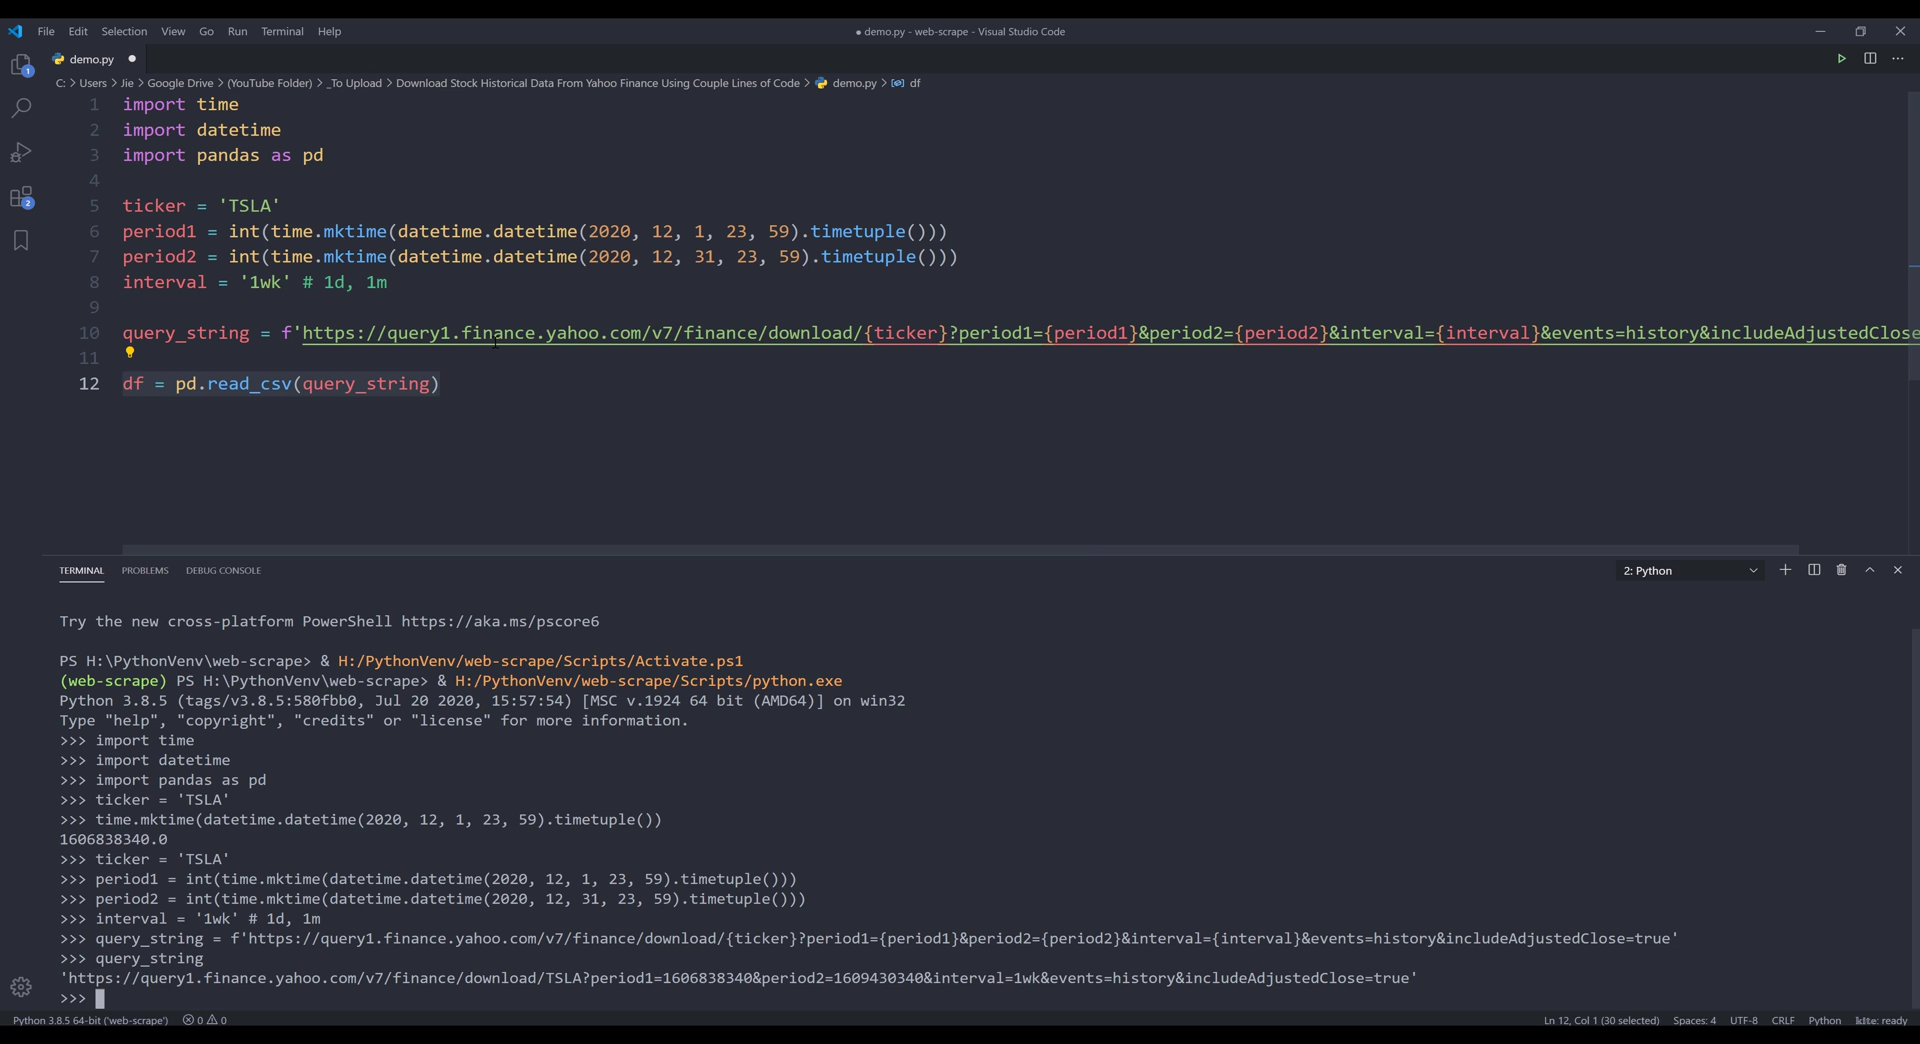 File Edit Selection View Go Run Terminal Help
● demo.py - web-scrape - Visual Studio Code
demo.py
C: > Users > Jie > Google Drive > (YouTube Folder) > _To Upload > Download Stock Historical Data From Yahoo Finance Using Couple Lines of Code > demo.py > df
1 import time
2 import datetime
3 import pandas as pd
4
5 ticker = 'TSLA'
6 period1 = int(time.mktime(datetime.datetime(2020, 12, 1, 23, 59).timetuple()))
7 period2 = int(time.mktime(datetime.datetime(2020, 12, 31, 23, 59).timetuple()))
8 interval = '1wk' # 1d, 1m
9
10 query_string = f'https://query1.finance.yahoo.com/v7/finance/download/{ticker}?period1={period1}&period2={period2}&interval={interval}&events=history&includeAdjustedClose
11
12 df = pd.read_csv(query_string)
1
2
TERMINAL PROBLEMS DEBUG CONSOLE
2: Python
Try the new cross-platform PowerShell https://aka.ms/pscore6
PS H:\PythonVenv\web-scrape> & H:/PythonVenv/web-scrape/Scripts/Activate.ps1
(web-scrape) PS H:\PythonVenv\web-scrape> & H:/PythonVenv/web-scrape/Scripts/python.exe
Python 3.8.5 (tags/v3.8.5:580fbb0, Jul 20 2020, 15:57:54) [MSC v.1924 64 bit (AMD64)] on win32
Type "help", "copyright", "credits" or "license" for more information.
>>> import time
>>> import datetime
>>> import pandas as pd
>>> ticker = 'TSLA'
>>> time.mktime(datetime.datetime(2020, 12, 1, 23, 59).timetuple())
1606838340.0
>>> ticker = 'TSLA'
>>> period1 = int(time.mktime(datetime.datetime(2020, 12, 1, 23, 59).timetuple()))
>>> period2 = int(time.mktime(datetime.datetime(2020, 12, 31, 23, 59).timetuple()))
>>> interval = '1wk' # 1d, 1m
>>> query_string = f'https://query1.finance.yahoo.com/v7/finance/download/{ticker}?period1={period1}&period2={period2}&interval={interval}&events=history&includeAdjustedClose=true'
>>> query_string
'https://query1.finance.yahoo.com/v7/finance/download/TSLA?period1=1606838340&period2=1609430340&interval=1wk&events=history&includeAdjustedClose=true'
>>>
Python 3.8.5 64-bit ('web-scrape') 0 0
Ln 12, Col 1 (30 selected) Spaces: 4 UTF-8 CRLF Python kite: ready